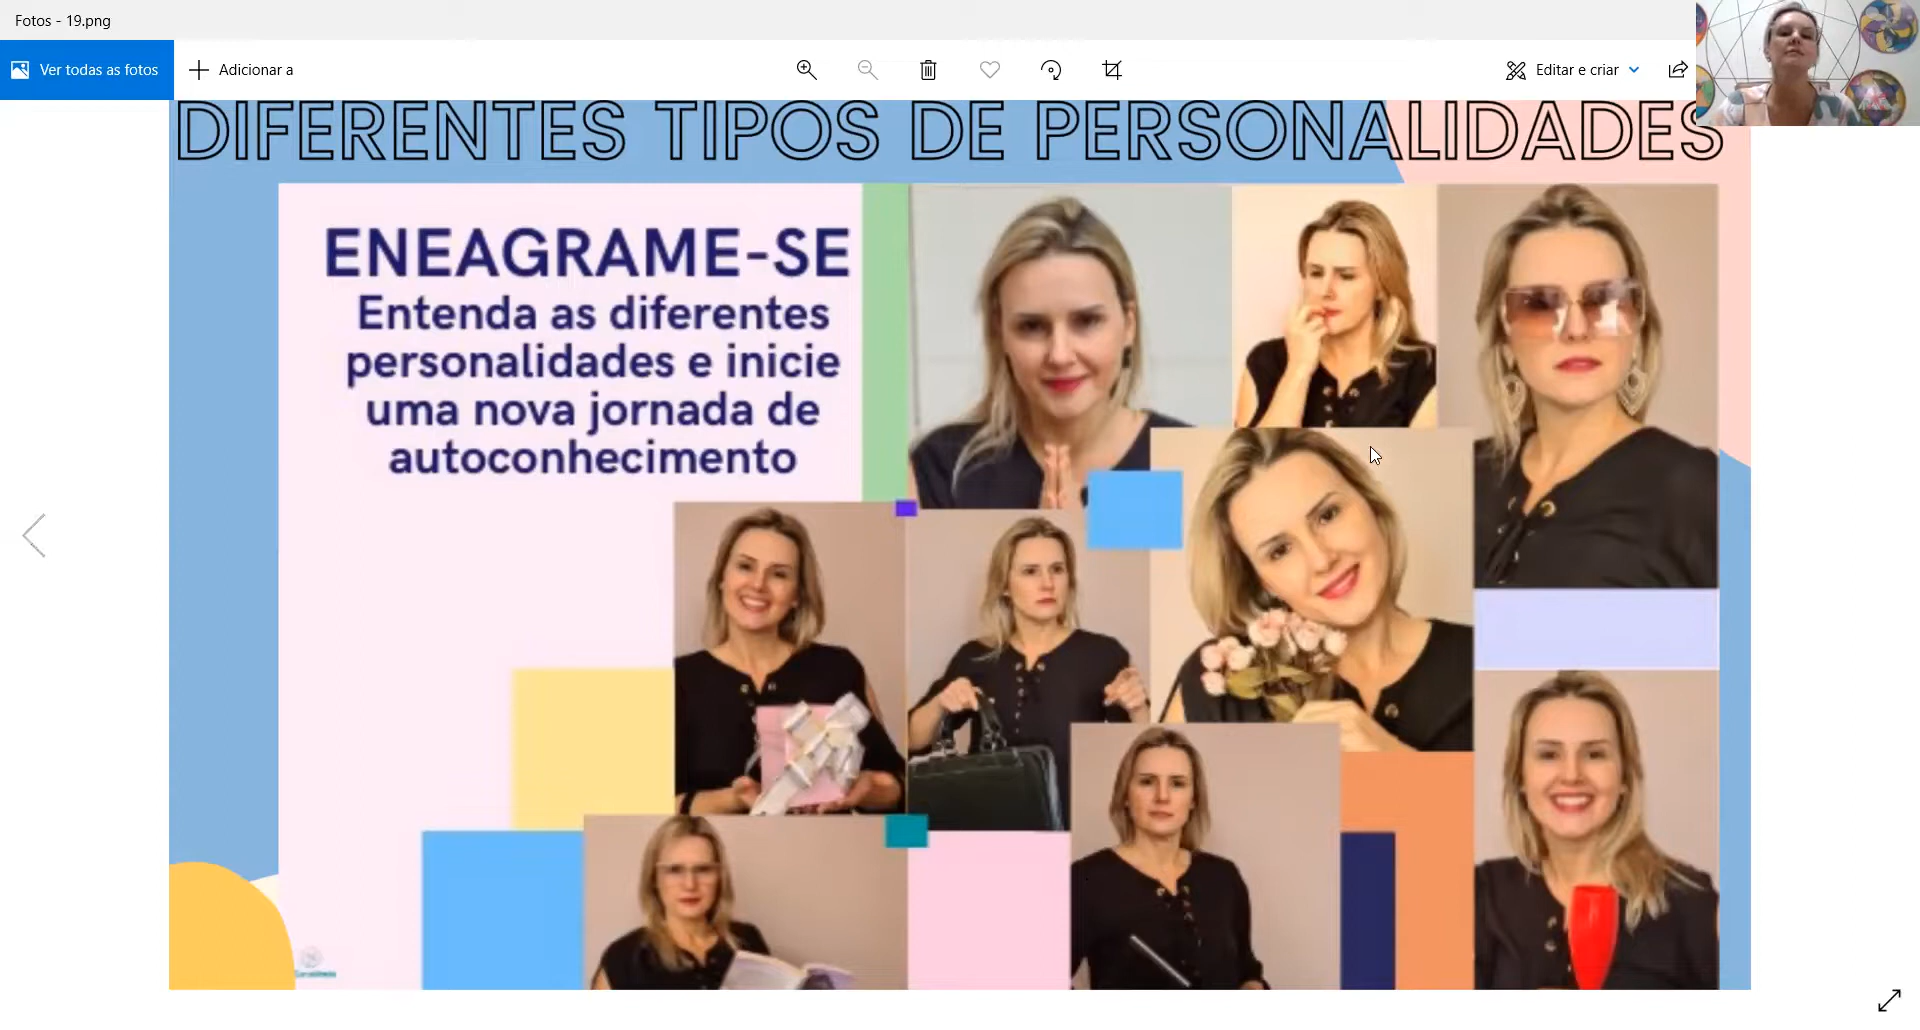 Fotos - 19.png
Ver todas as fotos
Adicionar a
Editar e criar
DIFERENTES TIPOS DE PERSONALIDADES
ENEAGRAME-SE
Entenda as diferentes
personalidades e inicie
uma nova jornada de
autoconhecimento